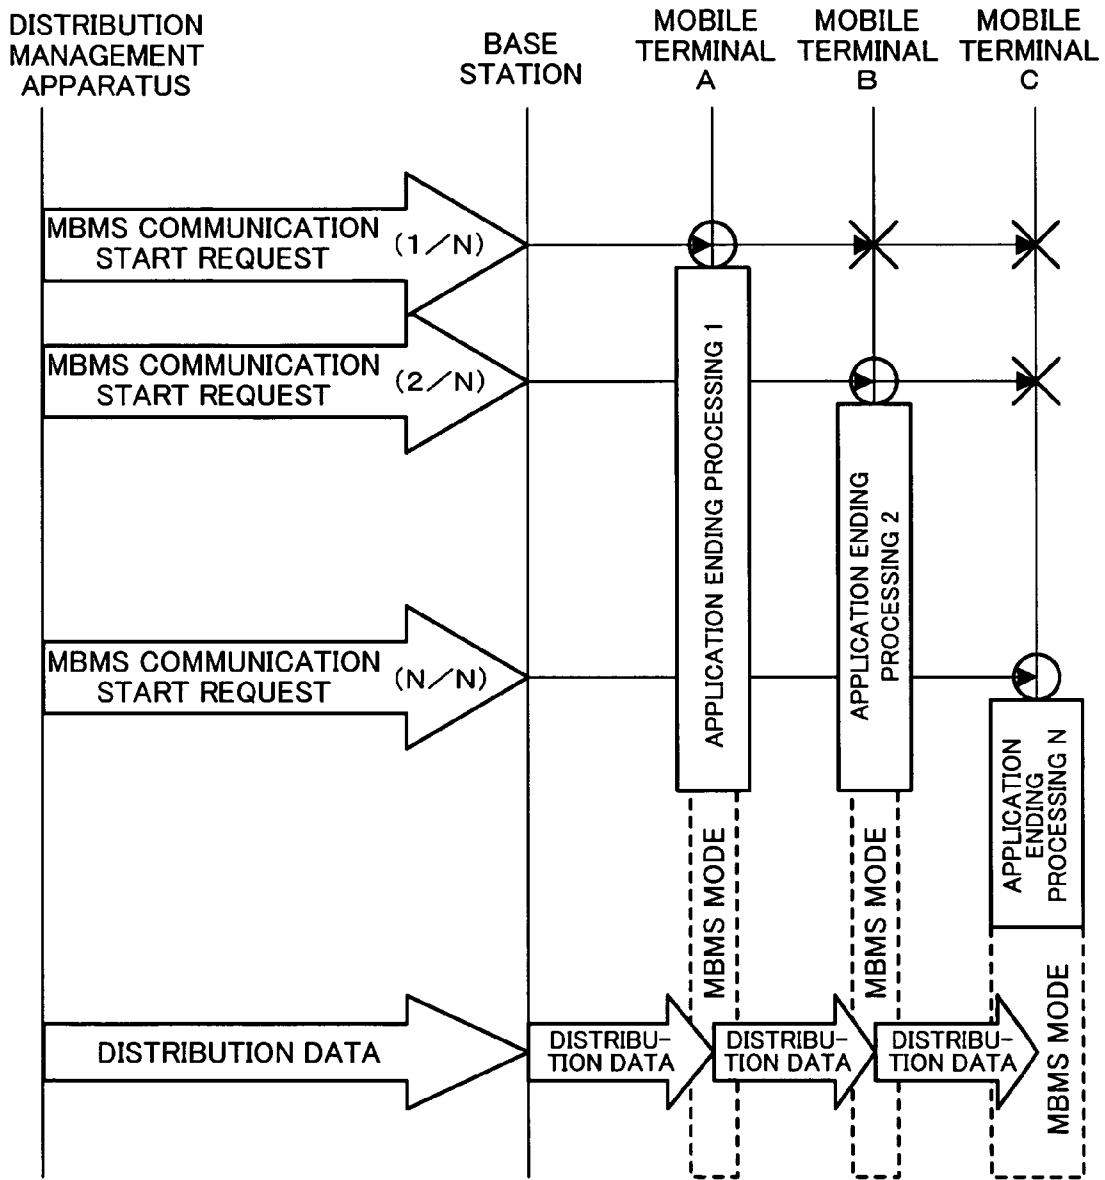 DISTRIBUTION
MANAGEMENT
APPARATUS
BASE
STATION
MOBILE
TERMINAL
A
MOBILE
TERMINAL
B
MOBILE
TERMINAL
C
MBMS COMMUNICATION
START REQUEST
(1/N)
MBMS COMMUNICATION
START REQUEST
(2/N)
MBMS COMMUNICATION
START REQUEST
(N/N)
APPLICATION ENDING PROCESSING 1
APPLICATION ENDING
PROCESSING 2
APPLICATION
ENDING
PROCESSING N
MBMS MODE
MBMS MODE
MBMS MODE
DISTRIBUTION DATA
DISTRIBU-
TION DATA
DISTRIBU-
TION DATA
DISTRIBU-
TION DATA